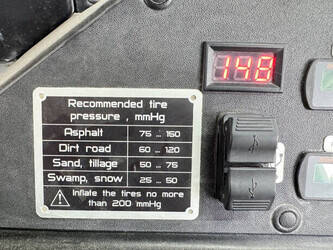 146
Recommended tire
pressure , mmHg
Asphalt 75 ... 150
Dirt road 60 ... 120
Sand, tillage 50 ... 75
Swamp, snow 25 ... 50
Inflate the tires no more
than 200 mmHg